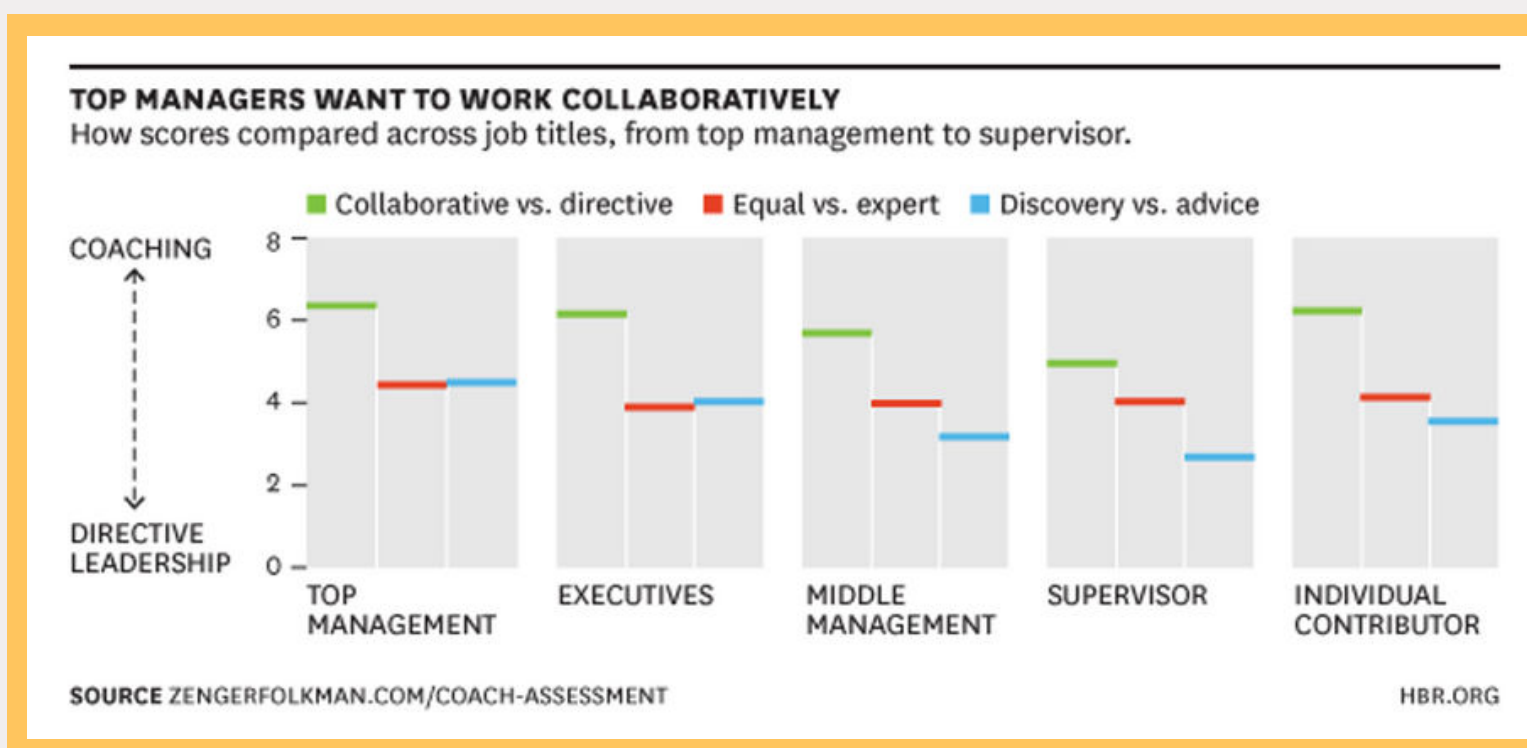 TOP MANAGERS WANT TO WORK COLLABORATIVELY
How scores compared across job titles, from top management to supervisor.
Collaborative vs. directive Equal vs. expert Discovery vs. advice
COACHING
DIRECTIVE
LEADERSHIP
8
6
4
2
0
TOP
MANAGEMENT
EXECUTIVES
MIDDLE
MANAGEMENT
SUPERVISOR
INDIVIDUAL
CONTRIBUTOR
SOURCE ZENGERFOLKMAN.COM/COACH-ASSESSMENT
HBR.ORG